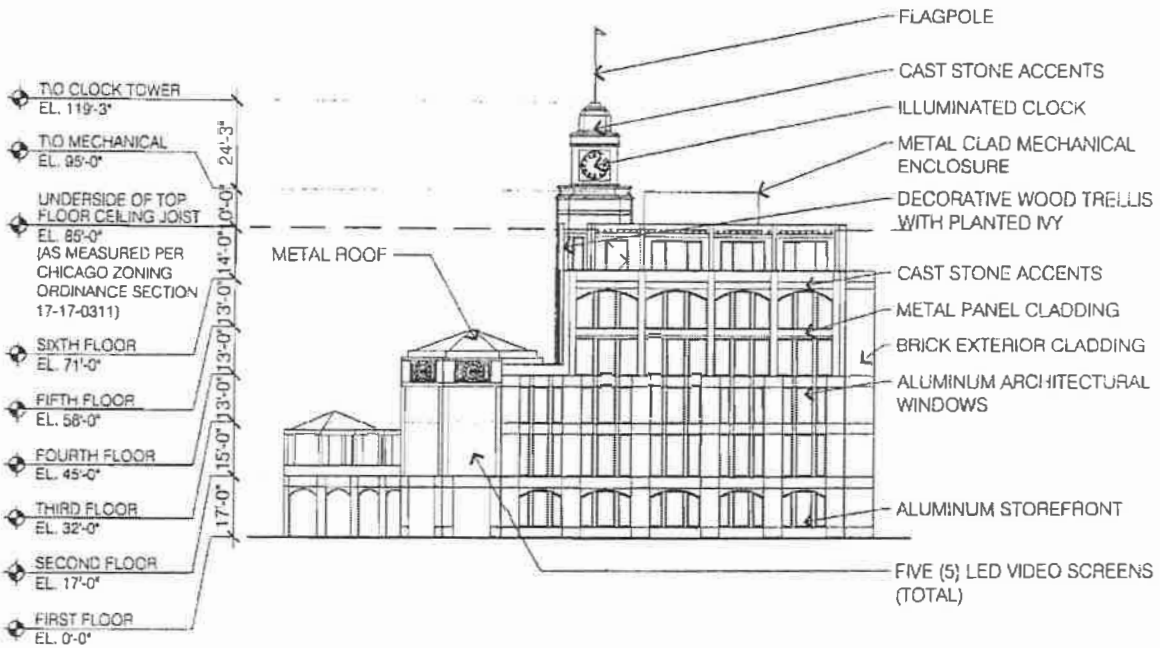 T\O CLOCK TOWER
EL. 119'-3"
T\O MECHANICAL
EL. 95'-0"
UNDERSIDE OF TOP
FLOOR CEILING JOIST
EL. 85'-0"
(AS MEASURED PER
CHICAGO ZONING
ORDINANCE SECTION
17-17-0311)
SIXTH FLOOR
EL. 71'-0"
FIFTH FLOOR
EL. 58'-0"
FOURTH FLOOR
EL. 45'-0"
THIRD FLOOR
EL. 32'-0"
SECOND FLOOR
EL. 17'-0"
FIRST FLOOR
EL. 0'-0"
24'-3"
10'-0"
14'-0"
13'-0"
13'-0"
13'-0"
15'-0"
17'-0"
METAL ROOF
FLAGPOLE
CAST STONE ACCENTS
ILLUMINATED CLOCK
METAL CLAD MECHANICAL
ENCLOSURE
DECORATIVE WOOD TRELLIS
WITH PLANTED IVY
CAST STONE ACCENTS
METAL PANEL CLADDING
BRICK EXTERIOR CLADDING
ALUMINUM ARCHITECTURAL
WINDOWS
ALUMINUM STOREFRONT
FIVE (5) LED VIDEO SCREENS
(TOTAL)